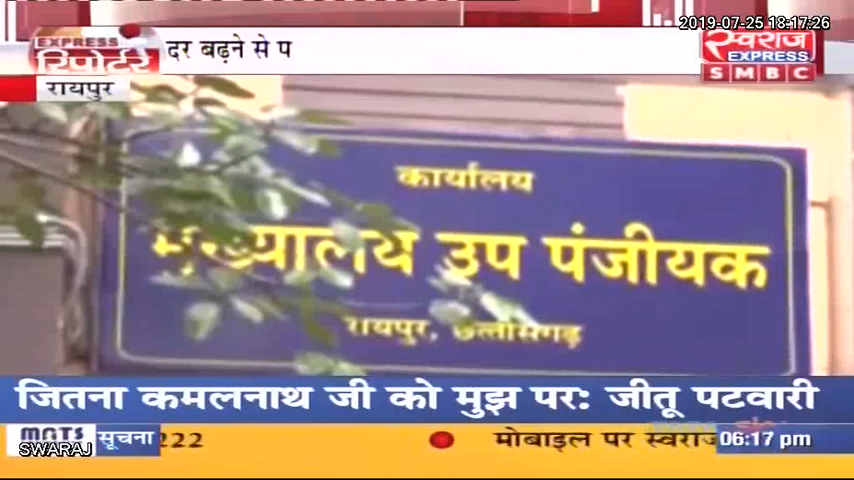 2019-07-25 18:17:26
EXPRESS
रिपोर्टर
दर बढ़ने से प
स्वराज
EXPRESS
SMBC
रायपुर
कार्यालय
मुख्यालय उप पंजीयक
रायपुर, छत्तीसगढ़
जितना कमलनाथ जी को मुझ पर: जीतू पटवारी
MATS
सूचना
222
मोबाइल पर स्वराज
06:17 pm
SWARAJ